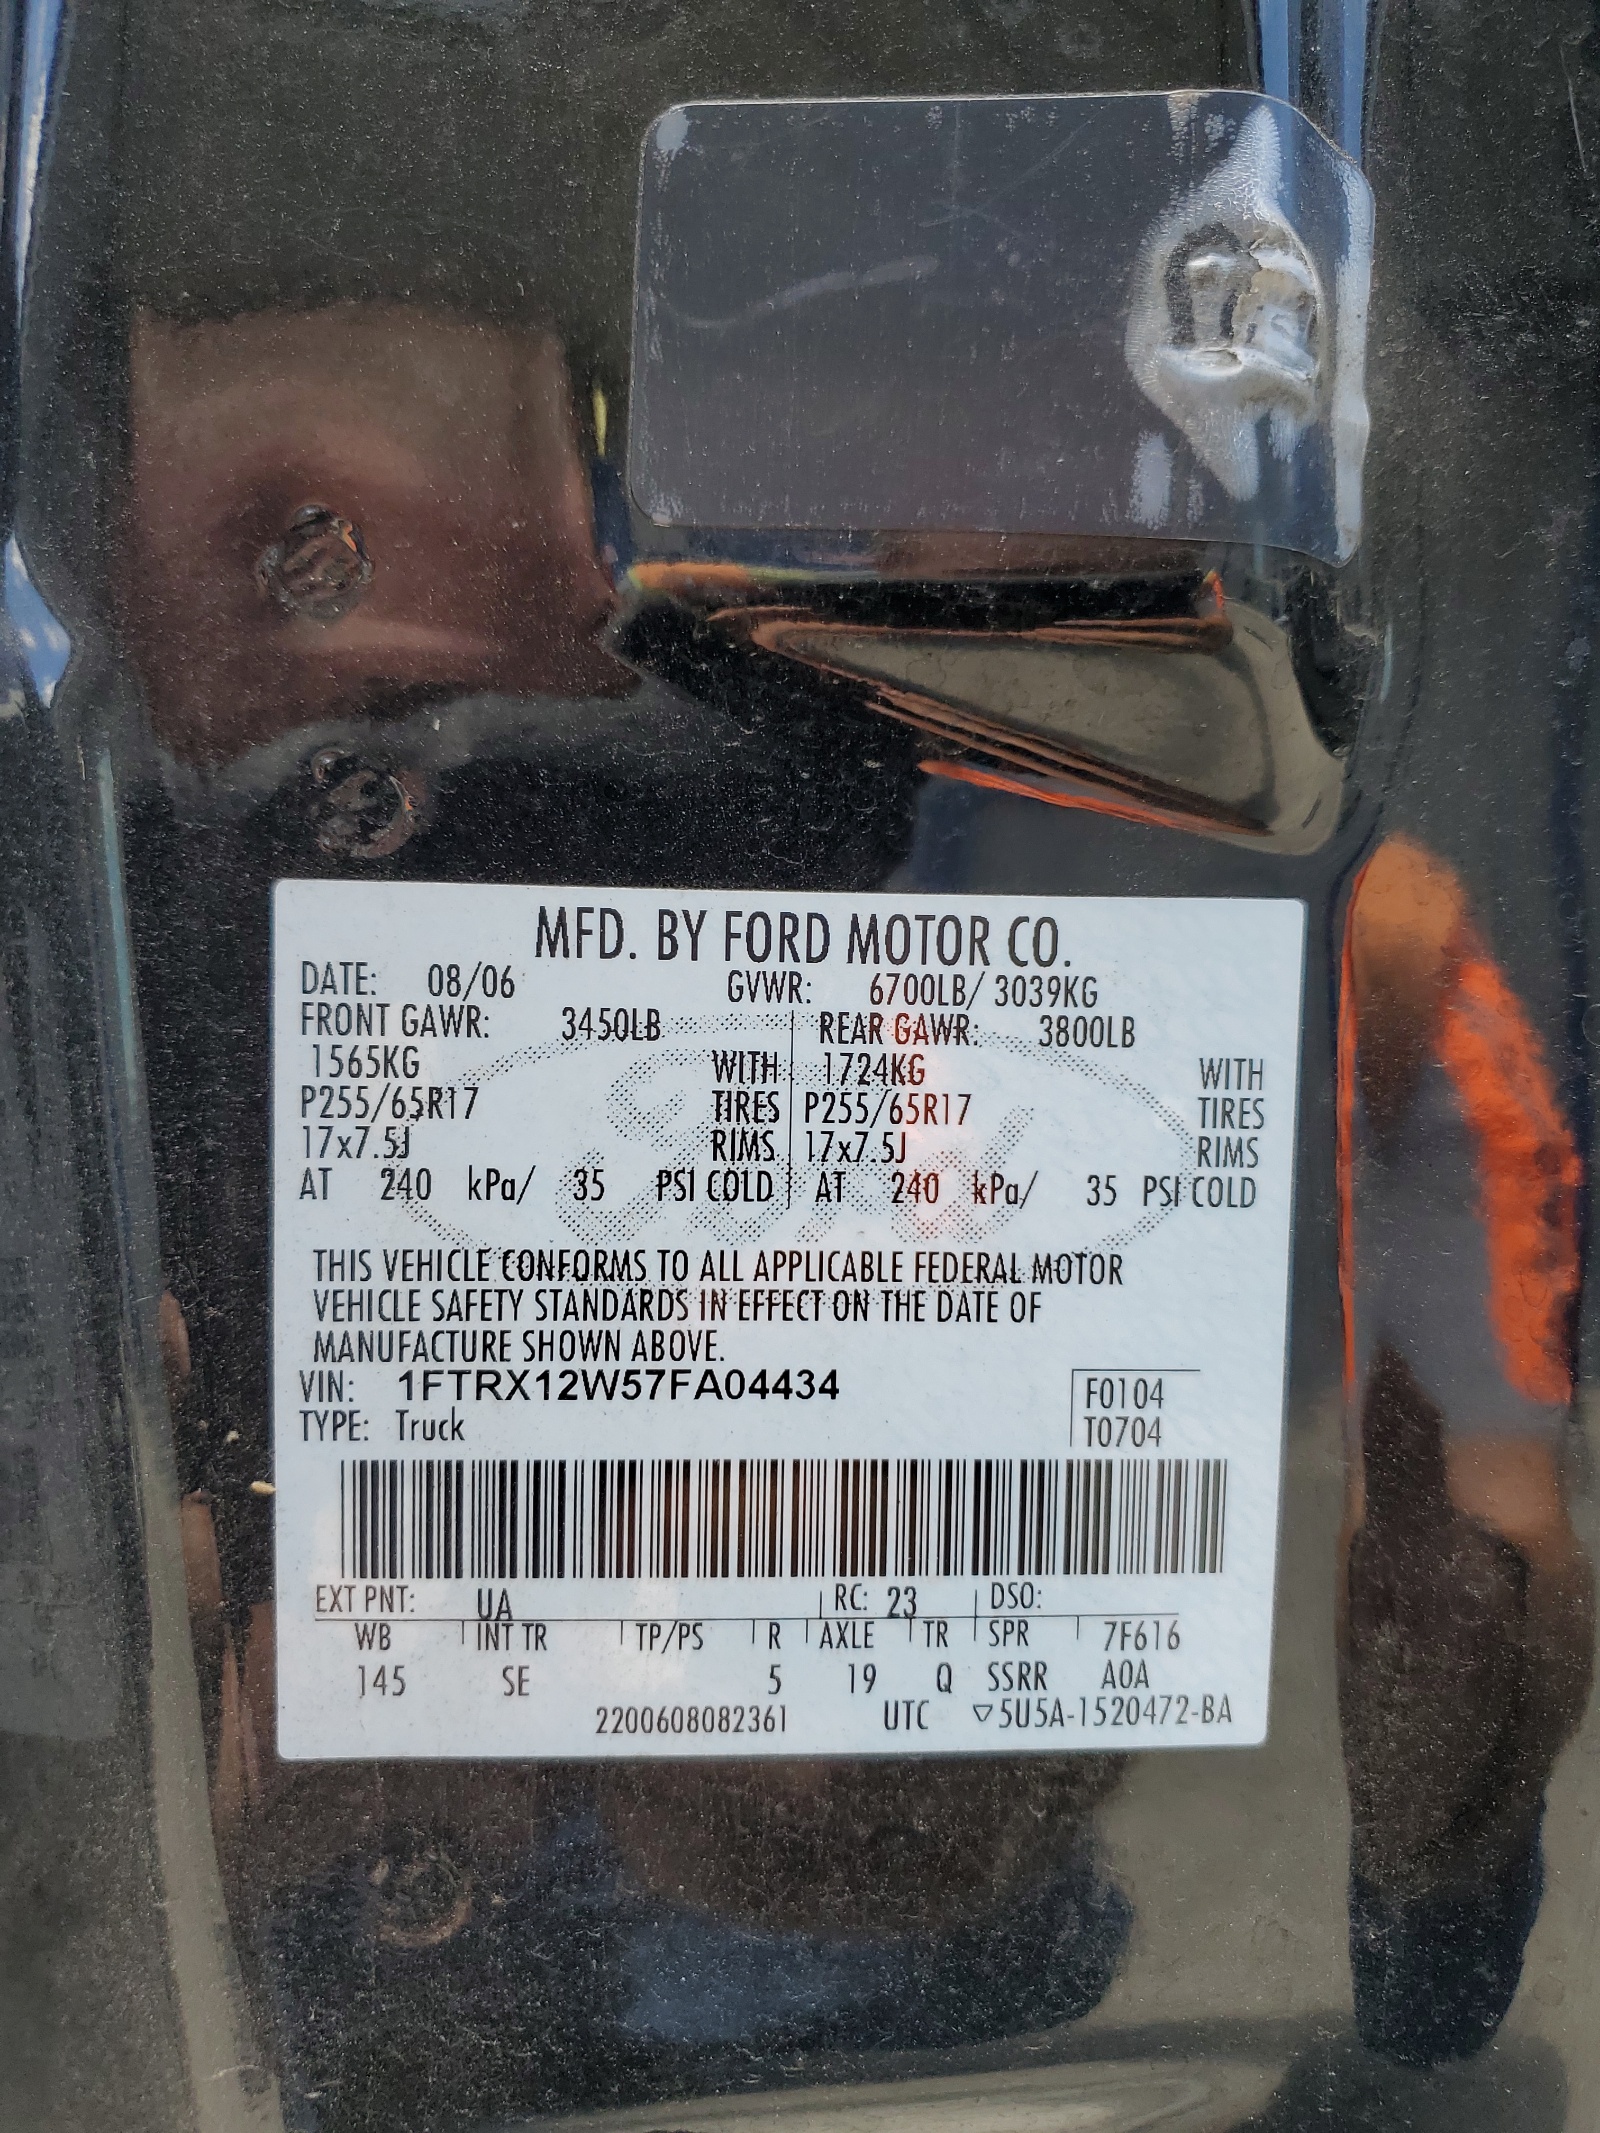 MFD. BY FORD MOTOR CO.
DATE: 08/06 GVWR: 6700LB/ 3039KG
FRONT GAWR: 3450LB REAR GAWR: 3800LB
1565KG WITH 1724KG WITH
P255/65R17 TIRES P255/65R17 TIRES
17x7.5J RIMS 17x7.5J RIMS
AT 240 kPa/ 35 PSI COLD AT 240 kPa/ 35 PSI COLD
THIS VEHICLE CONFORMS TO ALL APPLICABLE FEDERAL MOTOR
VEHICLE SAFETY STANDARDS IN EFFECT ON THE DATE OF
MANUFACTURE SHOWN ABOVE.
VIN: 1FTRX12W57FA04434 F0104
TYPE: Truck T0704
EXT PNT: UA RC: 23 DSO:
WB INT TR TP/PS R AXLE TR SPR 7F616
145 SE 5 19 Q SSRR A0A
2200608082361 UTC ▽5U5A-1520472-BA